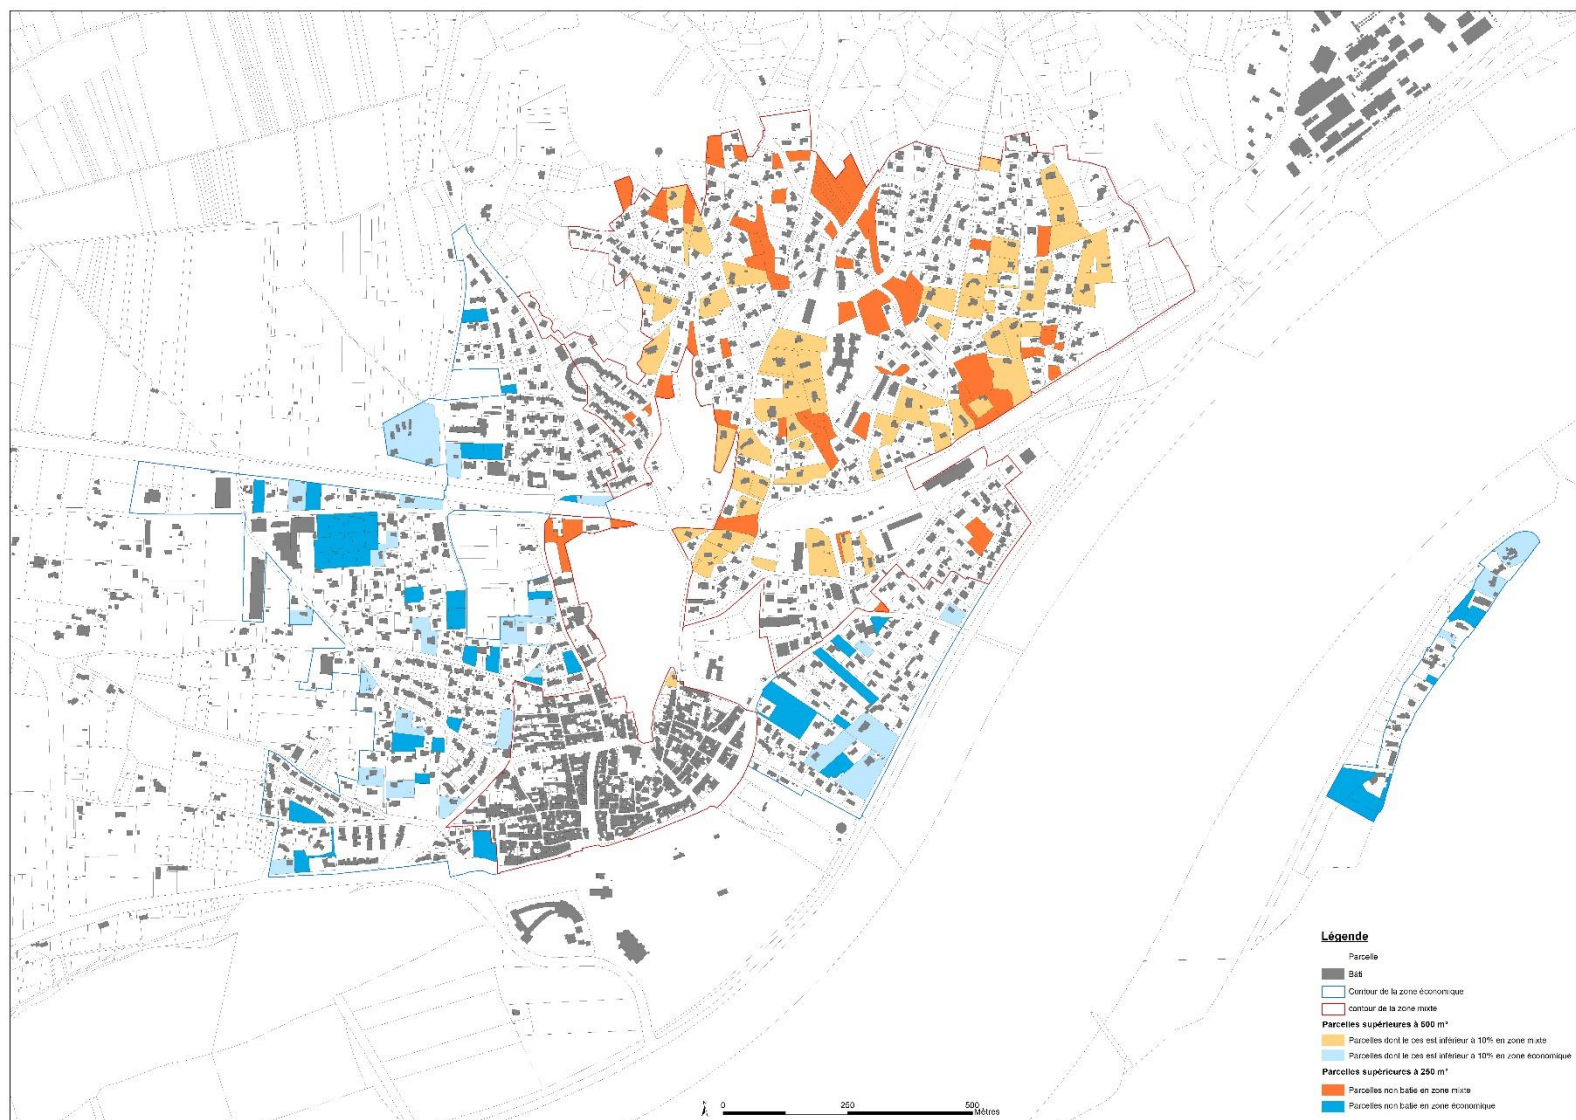 Légende
Parcelle
Bâti
Contour de la zone économique
contour de la zone mixte
Parcelles supérieures à 500 m²
Parcelles dont le ces est inférieur à 10% en zone mixte
Parcelles dont le ces est inférieur à 10% en zone économique
Parcelles supérieures à 250 m²
Parcelles non batie en zone mixte
Parcelles non batie en zone économique
N
0 250 500
Mètres